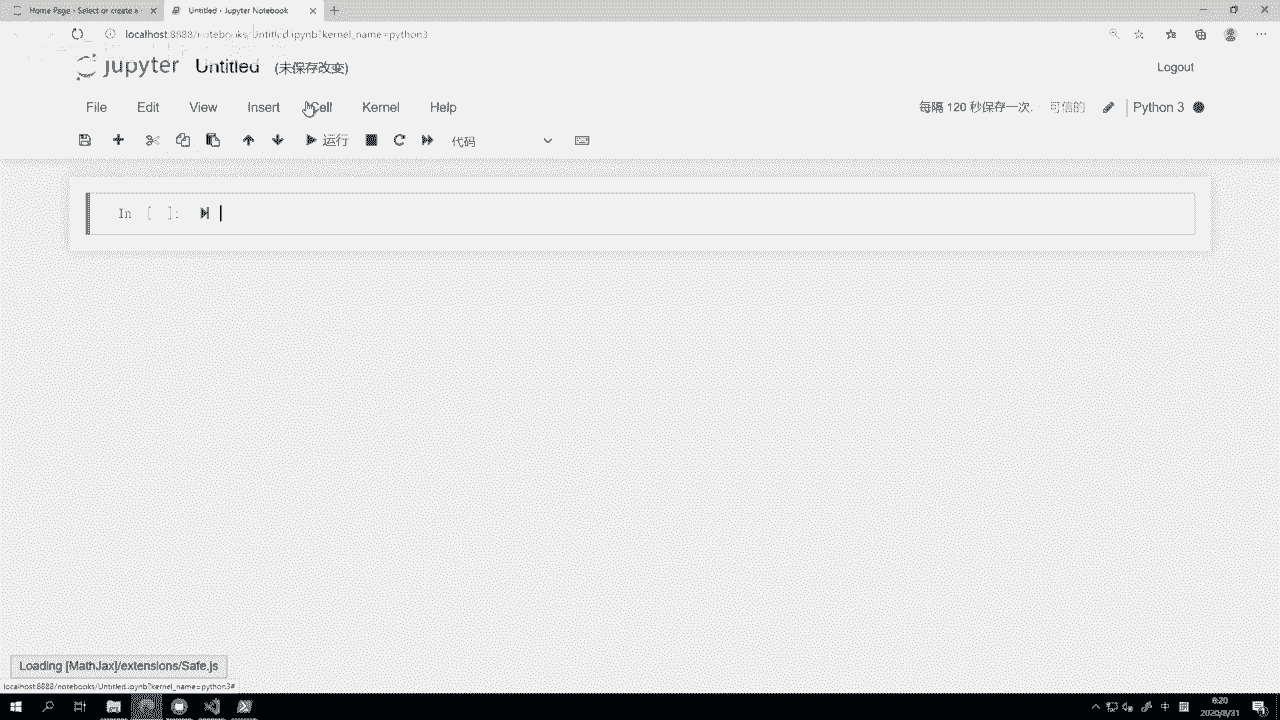 Home Page - Select or create a
Untitled - Jupyter Notebook
localhost:8888/notebooks/Untitled.ipynb?kernel_name=python3
jupyter Untitled (未保存改变)
Logout
File Edit View Insert Cell Kernel Help
每隔 120 秒保存一次. 可信的 Python 3
运行 代码
In [ ]:
Loading [MathJax]/extensions/Safe.js
localhost:8888/notebooks/Untitled.ipynb?kernel_name=python3#
中
6:20
2020/8/31